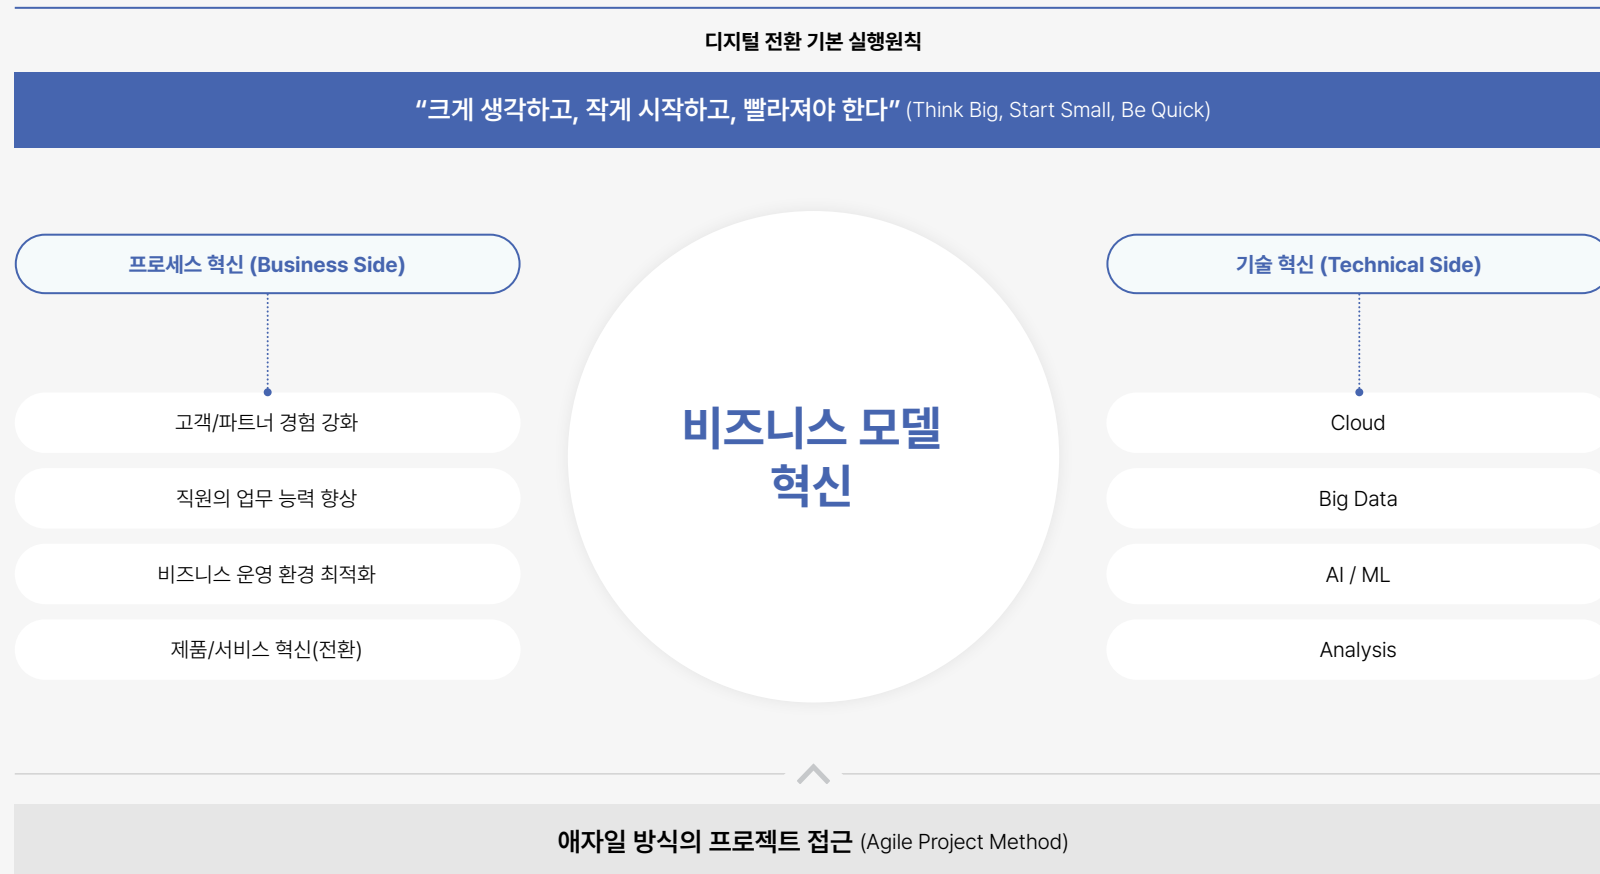 디지털 전환 기본 실행원칙
“크게 생각하고, 작게 시작하고, 빨라져야 한다” (Think Big, Start Small, Be Quick)
프로세스 혁신 (Business Side)
고객/파트너 경험 강화
직원의 업무 능력 향상
비즈니스 운영 환경 최적화
제품/서비스 혁신(전환)
비즈니스 모델
혁신
기술 혁신 (Technical Side)
Cloud
Big Data
AI / ML
Analysis
애자일 방식의 프로젝트 접근 (Agile Project Method)